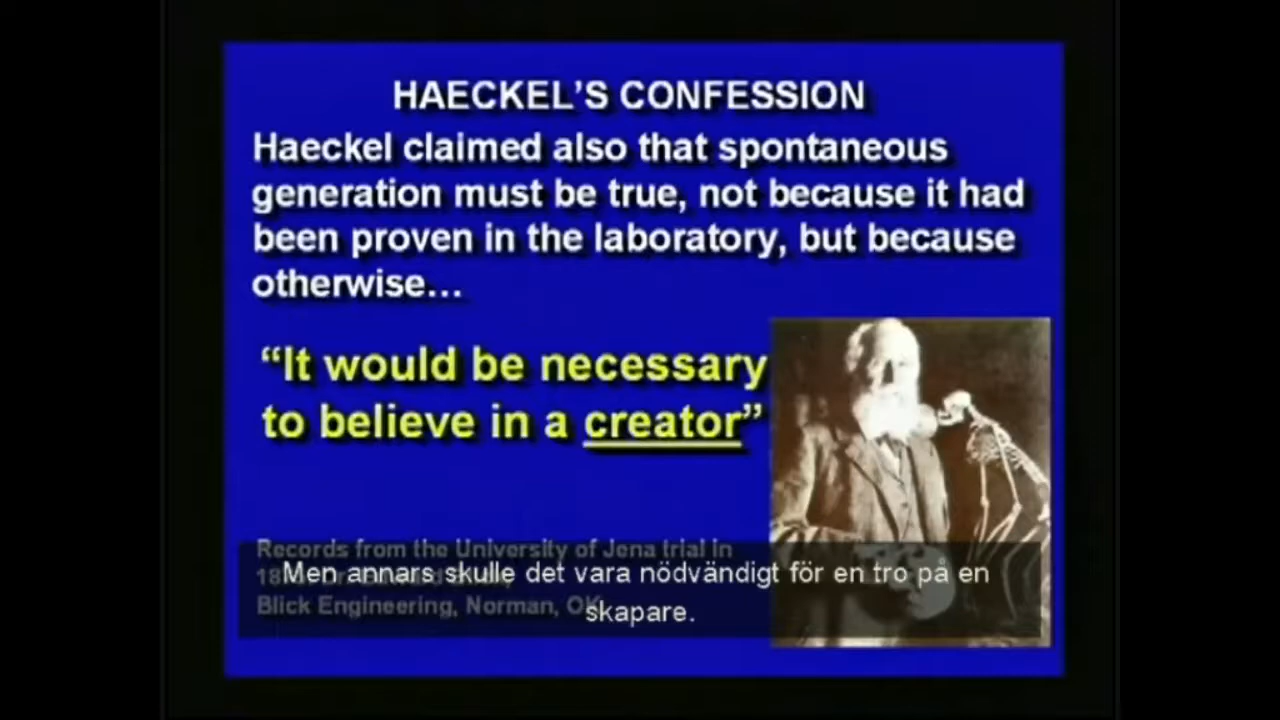 HAECKEL'S CONFESSION
Haeckel claimed also that spontaneous
generation must be true, not because it had
been proven in the laboratory, but because
otherwise...
“It would be necessary
to believe in a creator”
Records from the University of Jena trial in
Blick Engineering, Norman, OK
Men annars skulle det vara nödvändigt för en tro på en
skapare.